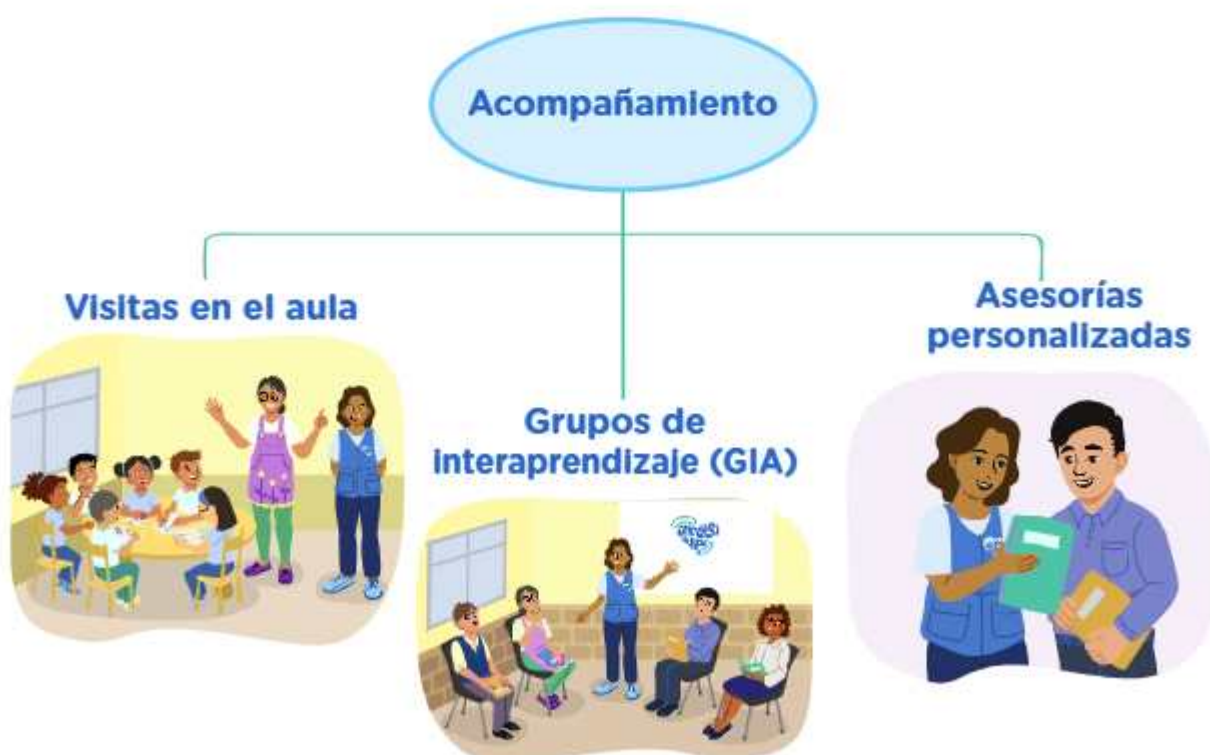 Acompañamiento
Visitas en el aula
Asesorías
personalizadas
Grupos de
interaprendizaje (GIA)